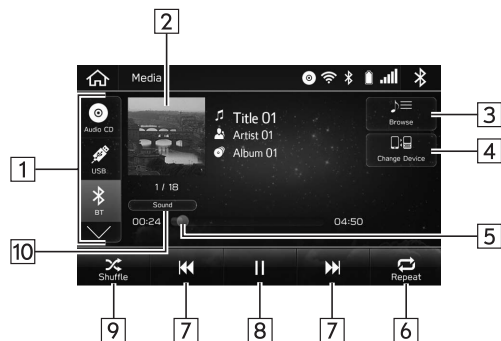 2
Media
Audio CD
USB
BT
Title 01
Artist 01
Album 01
Browse
3
Change Device
4
1
1 / 18
Sound
00:24
04:50
5
10
Shuffle
Repeat
9
7
8
7
6